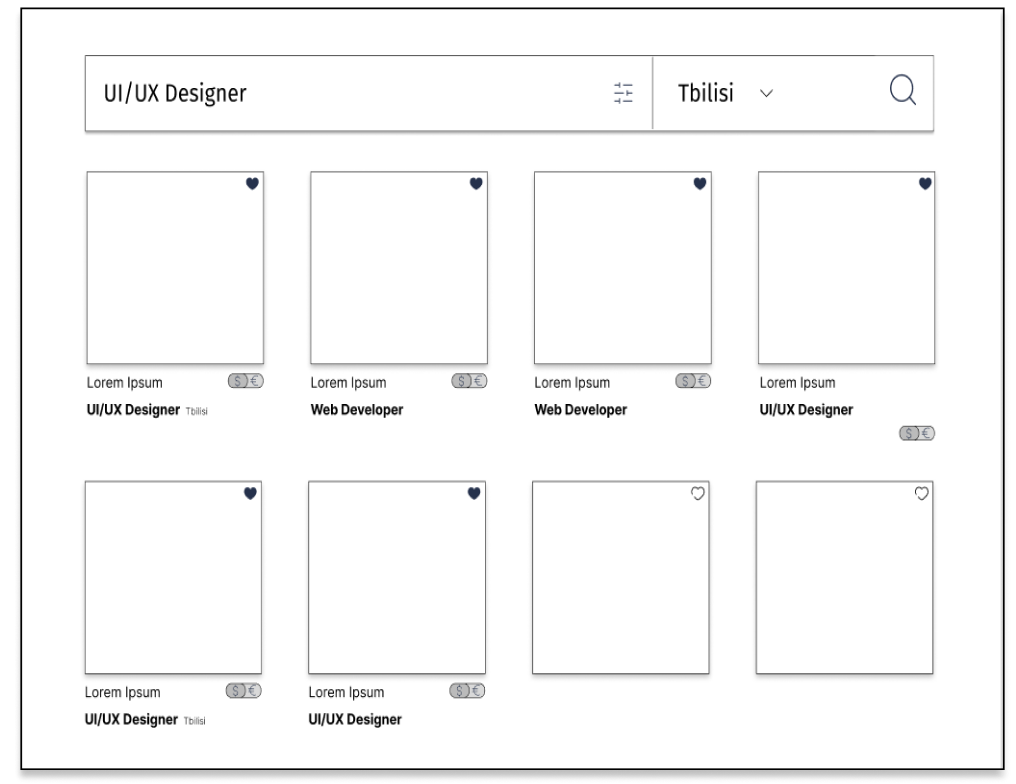 UI/UX Designer
Tbilisi
Lorem Ipsum $ €
UI/UX Designer Tbilisi
Lorem Ipsum $ €
Web Developer
Lorem Ipsum $ €
Web Developer
Lorem Ipsum
UI/UX Designer
$ €
Lorem Ipsum $ €
UI/UX Designer Tbilisi
Lorem Ipsum $ €
UI/UX Designer